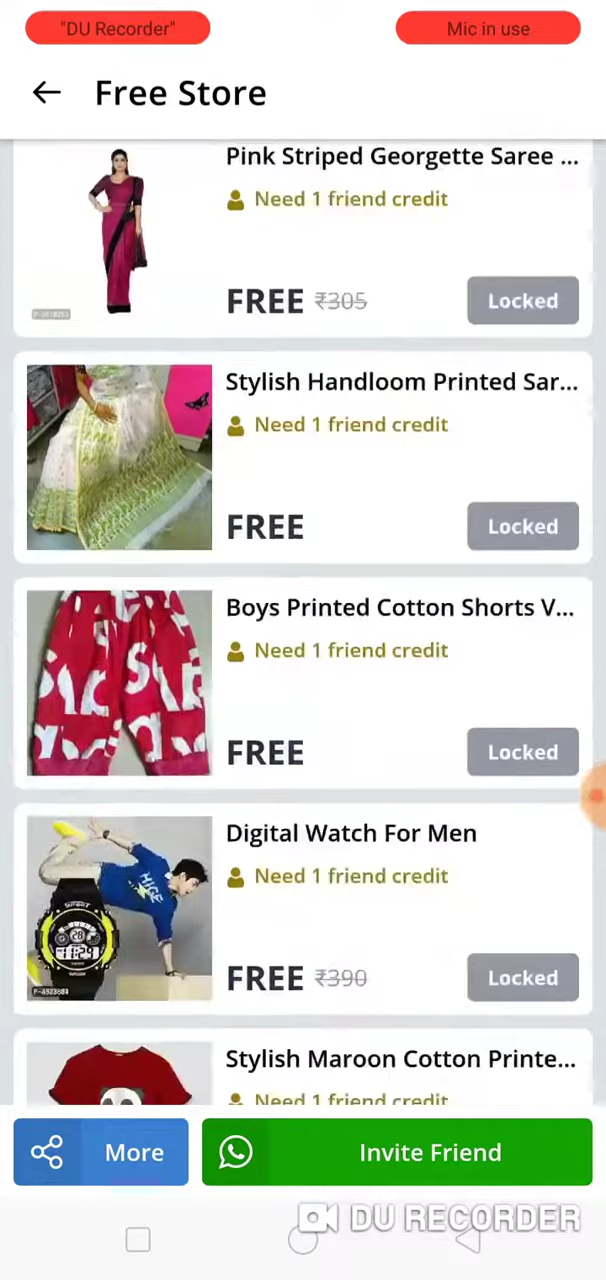 "DU Recorder"
Mic in use
Free Store
Pink Striped Georgette Saree ...
Need 1 friend credit
FREE ₹305
Locked
Stylish Handloom Printed Sar...
Need 1 friend credit
FREE
Locked
Boys Printed Cotton Shorts V...
Need 1 friend credit
FREE
Locked
Digital Watch For Men
Need 1 friend credit
FREE ₹390
Locked
Stylish Maroon Cotton Printe...
Need 1 friend credit
More
Invite Friend
DU RECORDER